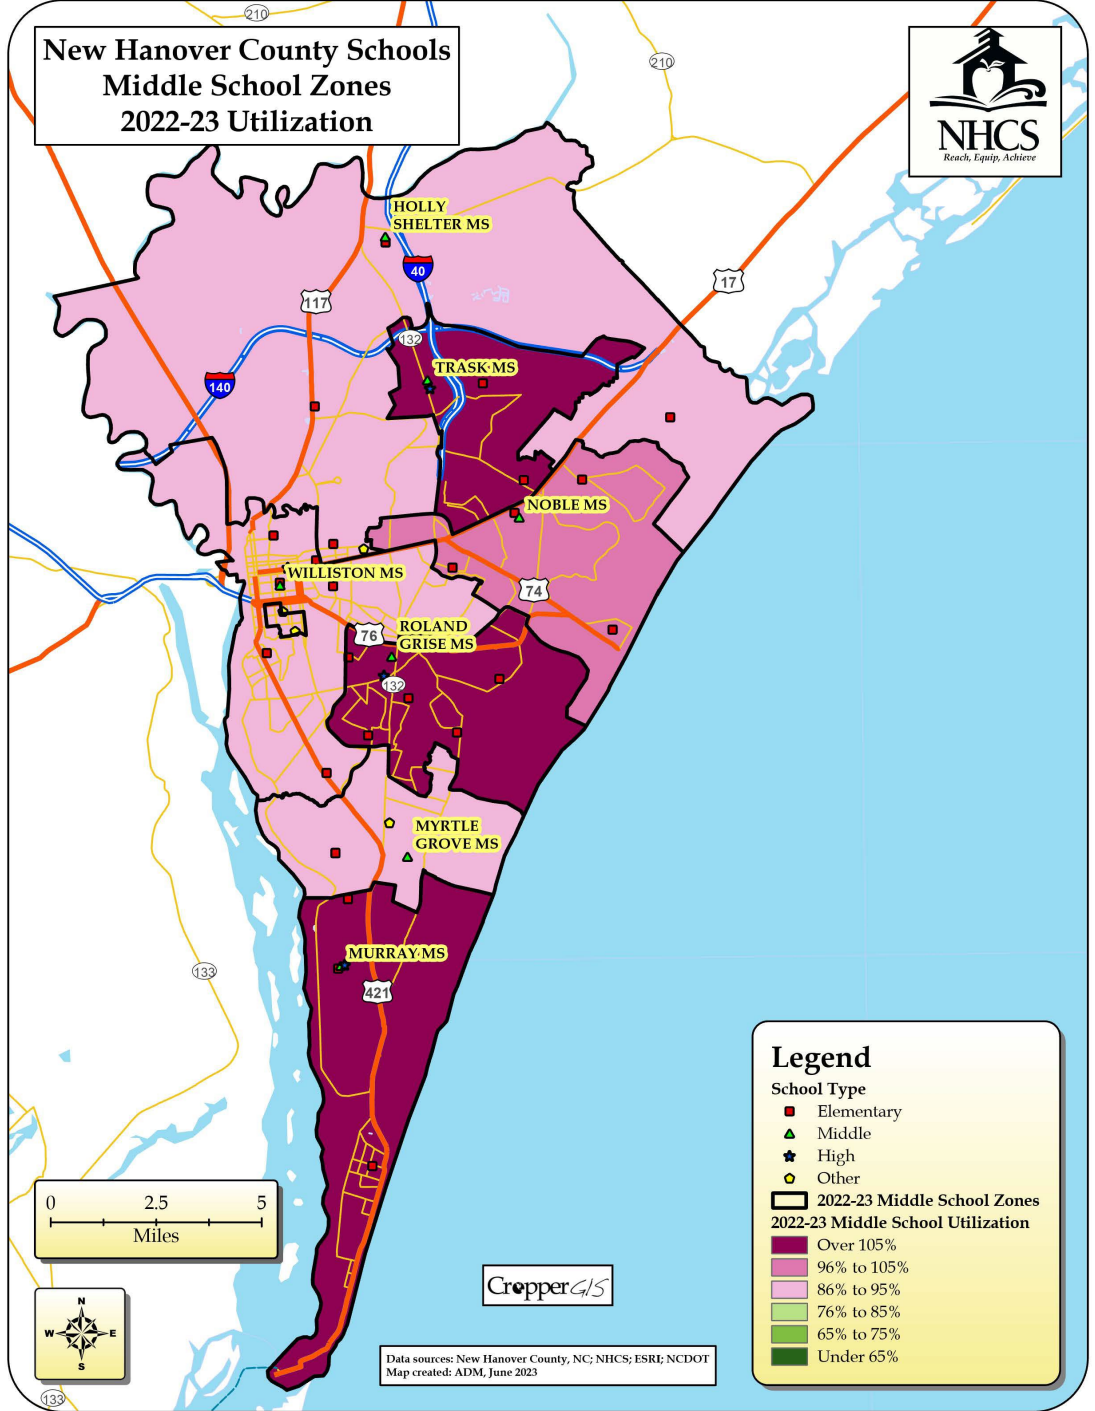 New Hanover County Schools
Middle School Zones
2022-23 Utilization
210
210
NHCS
Reach, Equip, Achieve
HOLLY
SHELTER MS
40
17
117
132
TRASK MS
140
NOBLE MS
WILLISTON MS
74
76
ROLAND
GRISE MS
132
MYRTLE
GROVE MS
MURRAY MS
133
421
Legend
School Type
Elementary
Middle
High
Other
2022-23 Middle School Zones
2022-23 Middle School Utilization
Over 105%
96% to 105%
86% to 95%
76% to 85%
65% to 75%
Under 65%
0 2.5 5
Miles
N
W E
S
Cropper GIS
Data sources: New Hanover County, NC; NHCS; ESRI; NCDOT
Map created: ADM, June 2023
133